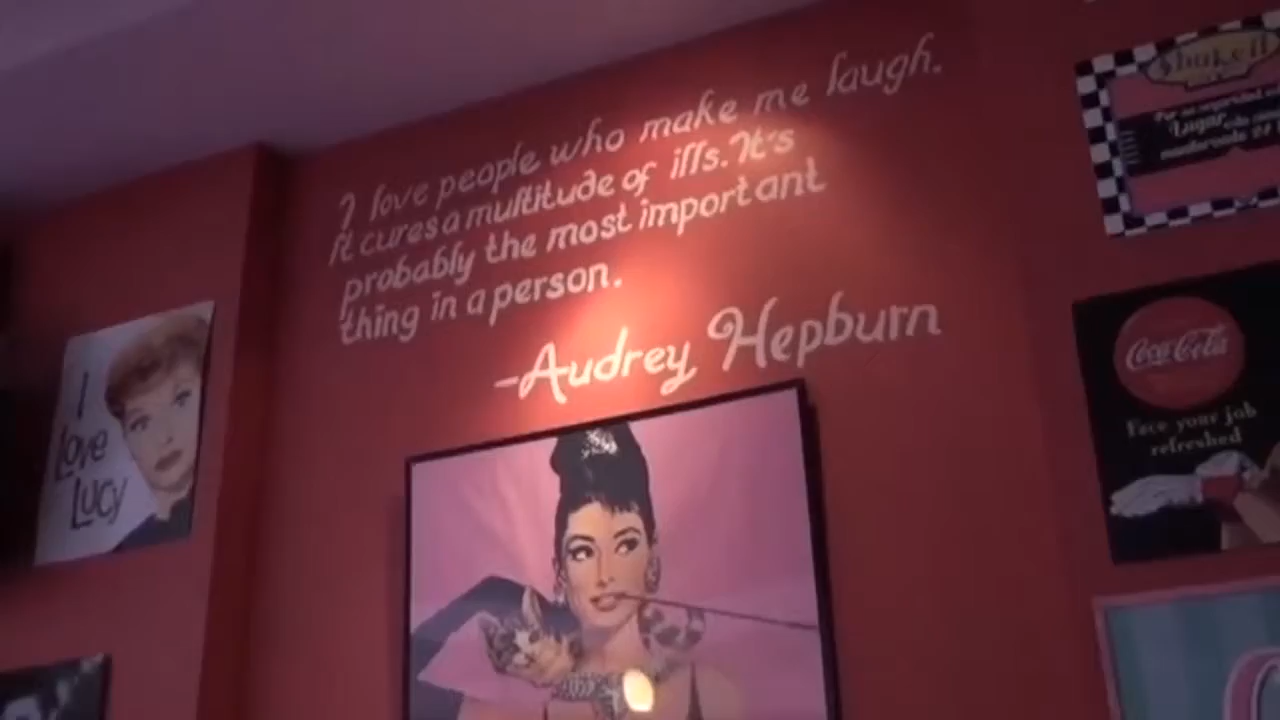 I love people who make me laugh.
It cures a multitude of ills. It's
probably the most important
thing in a person.
-Audrey Hepburn
I
Love
Lucy
Coca-Cola
Face your job
refreshed
Lugar